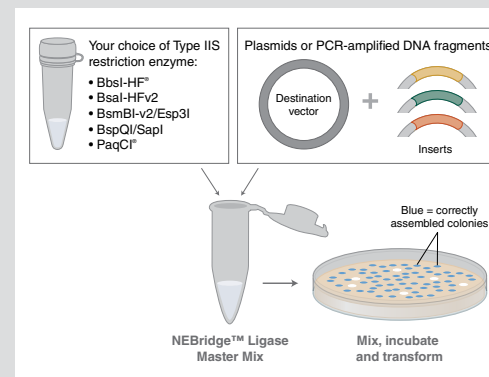 Your choice of Type IIS
restriction enzyme:
• BbsI-HF®
• BsaI-HFv2
• BsmBI-v2/Esp3I
• BspQI/SapI
• PaqCI®
Plasmids or PCR-amplified DNA fragments
Destination
vector
+
Inserts
Blue = correctly
assembled colonies
NEBridge™ Ligase
Master Mix
Mix, incubate
and transform